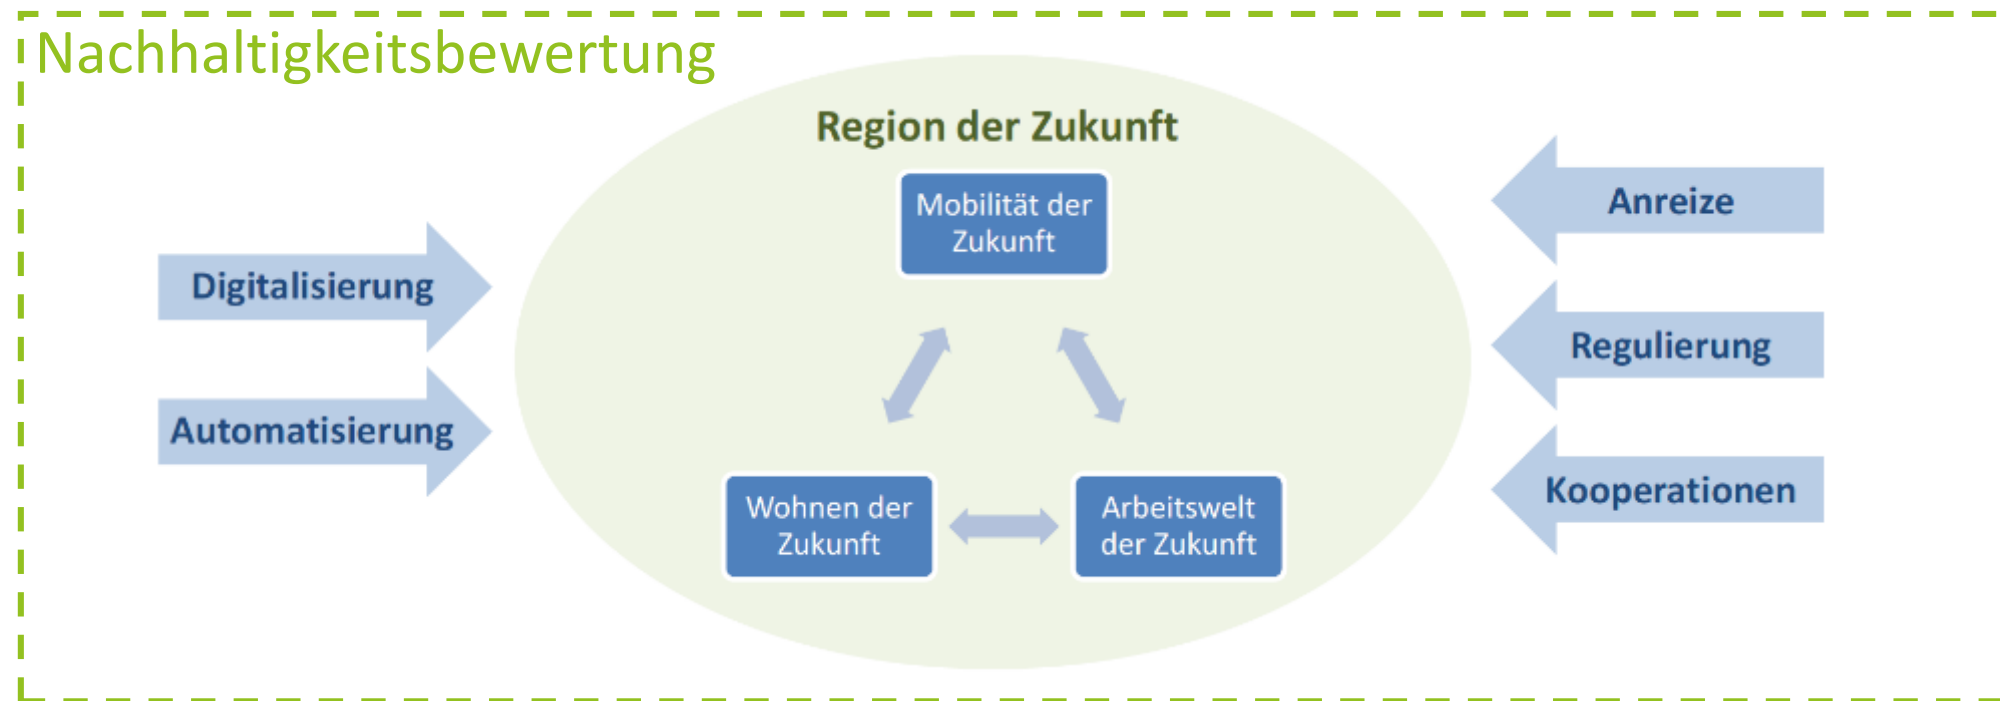 Nachhaltigkeitsbewertung
Region der Zukunft
Mobilität der
Zukunft
Digitalisierung
Automatisierung
Wohnen der
Zukunft
Arbeitswelt
der Zukunft
Anreize
Regulierung
Kooperationen